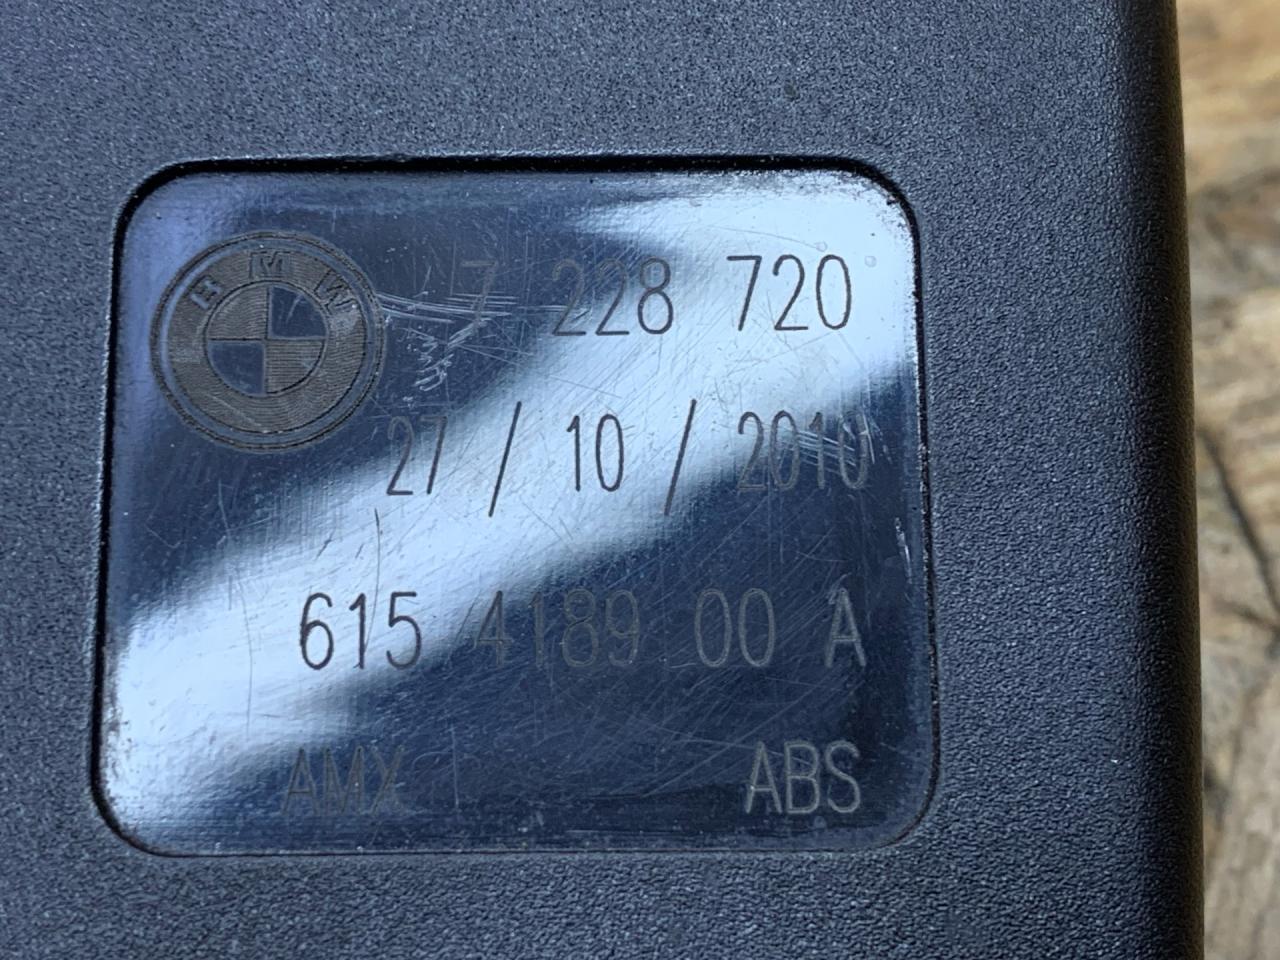 BMW
7 228 720
27 / 10 / 2010
615 4189 00 A
AMX ABS